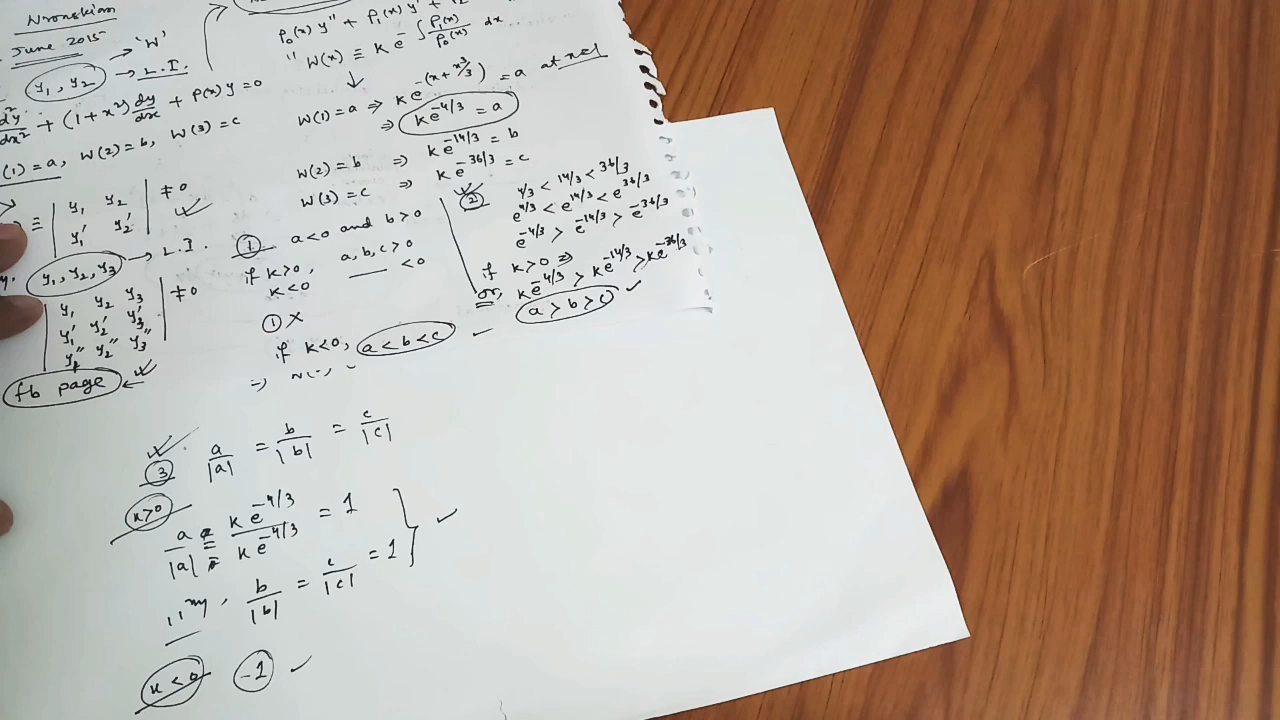 Wronskian
June 2015
→ 'W'
y₁, y₂ → L.I.
d²y/dx² + (1+x²) dy/dx + P(x) y = 0
(1) = a, W(2) = b, W(3) = c
≡ | y₁ y₂ | ≠ 0
| y₁' y₂' |
y₁, y₂, y₃ → L.I.
| y₁ y₂ y₃ | ≠ 0
| y₁' y₂' y₃' |
| y₁'' y₂'' y₃'' |
fb page ←
P₀(x) y'' + P₁(x) y' +
" W(x) ≡ K e^- ∫ P₁(x)/P₀(x) dx
↓
W(1) = a ⇒ K e^-(x + x³/3) = a at x=1
⇒ K e^-4/3 = a
W(2) = b ⇒ K e^-14/3 = b
W(3) = c ⇒ K e^-36/3 = c
① a<0 and b>0
if K>0, a, b, c >0
K<0 — <0
① ×
if K<0, a < b < c ✓
② 4/3 < 14/3 < 36/3
e^4/3 < e^14/3 < e^36/3
e^-4/3 > e^-14/3 > e^-36/3
if K>0 ⇒
or, K e^-4/3 > K e^-14/3 > K e^-36/3
a > b > c ✓
③ a/|a| = b/|b| = c/|c|
K>0
a/|a| = K e^-4/3 / K e^-4/3 = 1
lly, b/|b| = c/|c| = 1 } ✓
K<0 -1 ✓